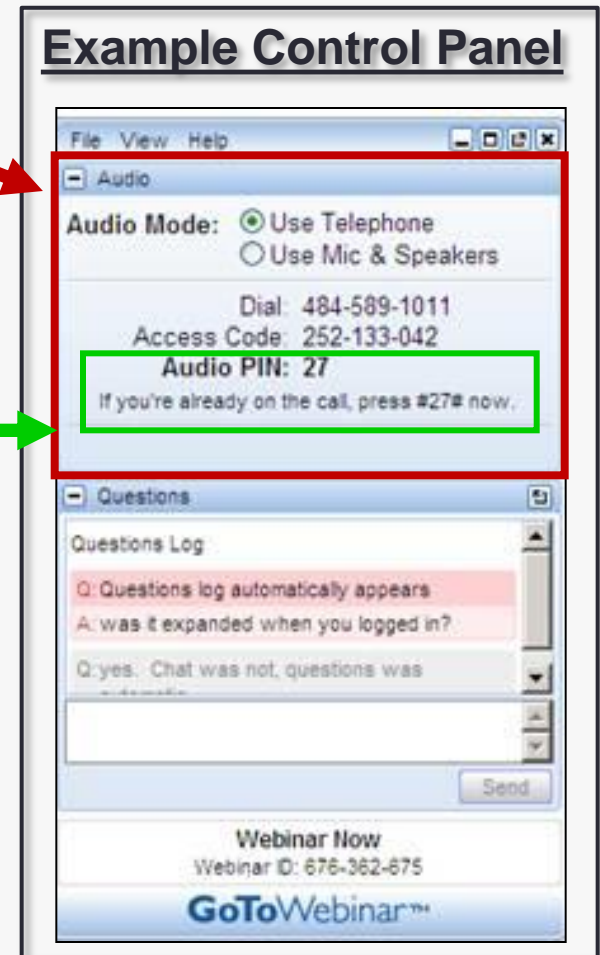 Example Control Panel
File View Help
Audio
Audio Mode: Use Telephone
Use Mic & Speakers
Dial: 484-589-1011
Access Code: 252-133-042
Audio PIN: 27
If you're already on the call, press #27# now.
Questions
Questions Log
Q: Questions log automatically appears
A: was it expanded when you logged in?
Q: yes. Chat was not, questions was
Send
Webinar Now
Webinar ID: 676-362-675
GoToWebinar™